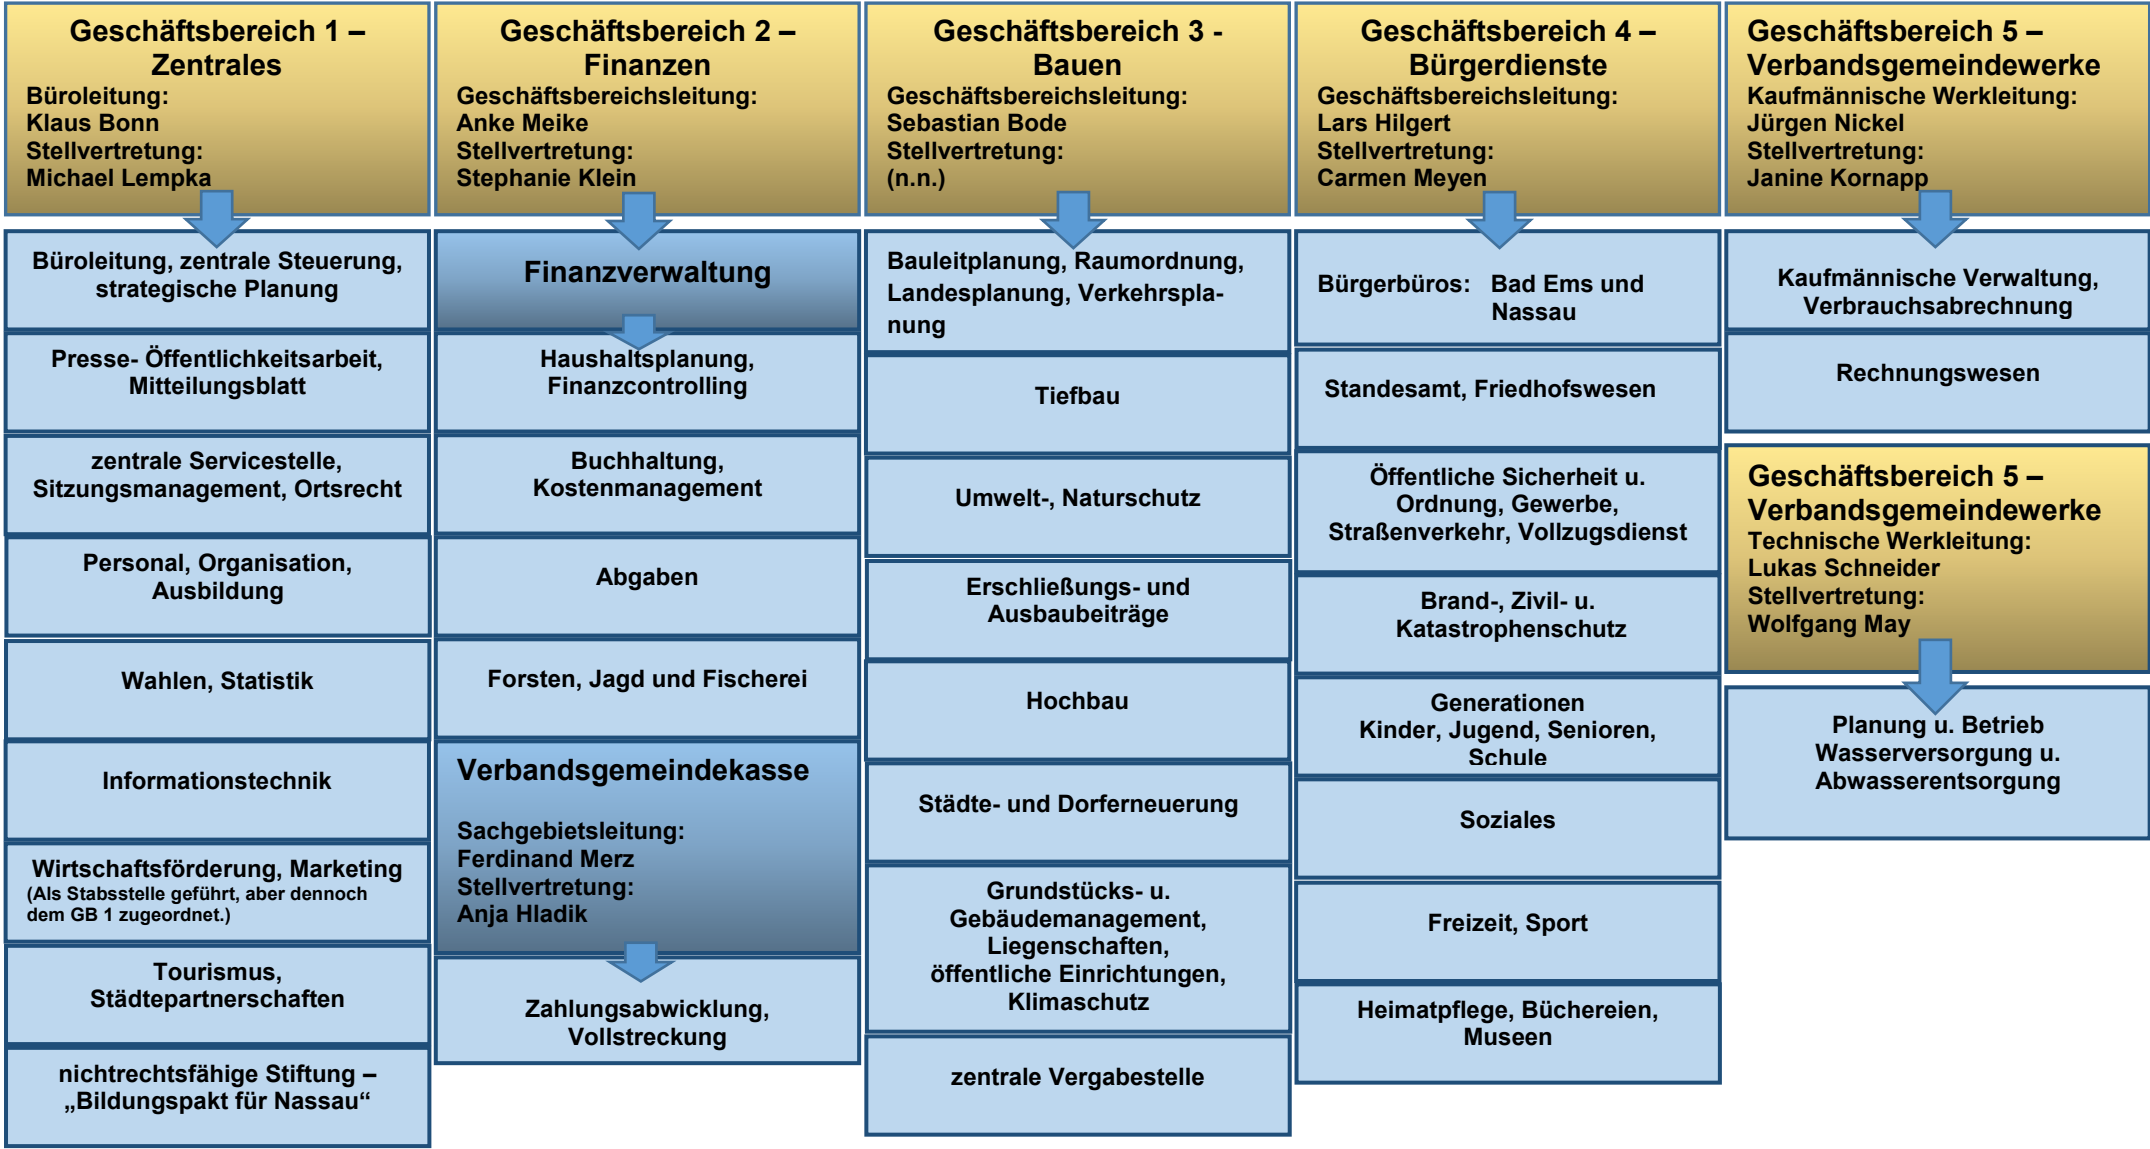 Geschäftsbereich 1 –
Zentrales
Büroleitung:
Klaus Bonn
Stellvertretung:
Michael Lempka
Büroleitung, zentrale Steuerung,
strategische Planung
Presse- Öffentlichkeitsarbeit,
Mitteilungsblatt
zentrale Servicestelle,
Sitzungsmanagement, Ortsrecht
Personal, Organisation,
Ausbildung
Wahlen, Statistik
Informationstechnik
Wirtschaftsförderung, Marketing
(Als Stabsstelle geführt, aber dennoch
dem GB 1 zugeordnet.)
Tourismus,
Städtepartnerschaften
nichtrechtsfähige Stiftung –
„Bildungspakt für Nassau“
Geschäftsbereich 2 –
Finanzen
Geschäftsbereichsleitung:
Anke Meike
Stellvertretung:
Stephanie Klein
Finanzverwaltung
Haushaltsplanung,
Finanzcontrolling
Buchhaltung,
Kostenmanagement
Abgaben
Forsten, Jagd und Fischerei
Verbandsgemeindekasse
Sachgebietsleitung:
Ferdinand Merz
Stellvertretung:
Anja Hladik
Zahlungsabwicklung,
Vollstreckung
Geschäftsbereich 3 -
Bauen
Geschäftsbereichsleitung:
Sebastian Bode
Stellvertretung:
(n.n.)
Bauleitplanung, Raumordnung,
Landesplanung, Verkehrspla-
nung
Tiefbau
Umwelt-, Naturschutz
Erschließungs- und
Ausbaubeiträge
Hochbau
Städte- und Dorferneuerung
Grundstücks- u.
Gebäudemanagement,
Liegenschaften,
öffentliche Einrichtungen,
Klimaschutz
zentrale Vergabestelle
Geschäftsbereich 4 –
Bürgerdienste
Geschäftsbereichsleitung:
Lars Hilgert
Stellvertretung:
Carmen Meyen
Bürgerbüros: Bad Ems und
Nassau
Standesamt, Friedhofswesen
Öffentliche Sicherheit u.
Ordnung, Gewerbe,
Straßenverkehr, Vollzugsdienst
Brand-, Zivil- u.
Katastrophenschutz
Generationen
Kinder, Jugend, Senioren,
Schule
Soziales
Freizeit, Sport
Heimatpflege, Büchereien,
Museen
Geschäftsbereich 5 –
Verbandsgemeindewerke
Kaufmännische Werkleitung:
Jürgen Nickel
Stellvertretung:
Janine Kornapp
Kaufmännische Verwaltung,
Verbrauchsabrechnung
Rechnungswesen
Geschäftsbereich 5 –
Verbandsgemeindewerke
Technische Werkleitung:
Lukas Schneider
Stellvertretung:
Wolfgang May
Planung u. Betrieb
Wasserversorgung u.
Abwasserentsorgung